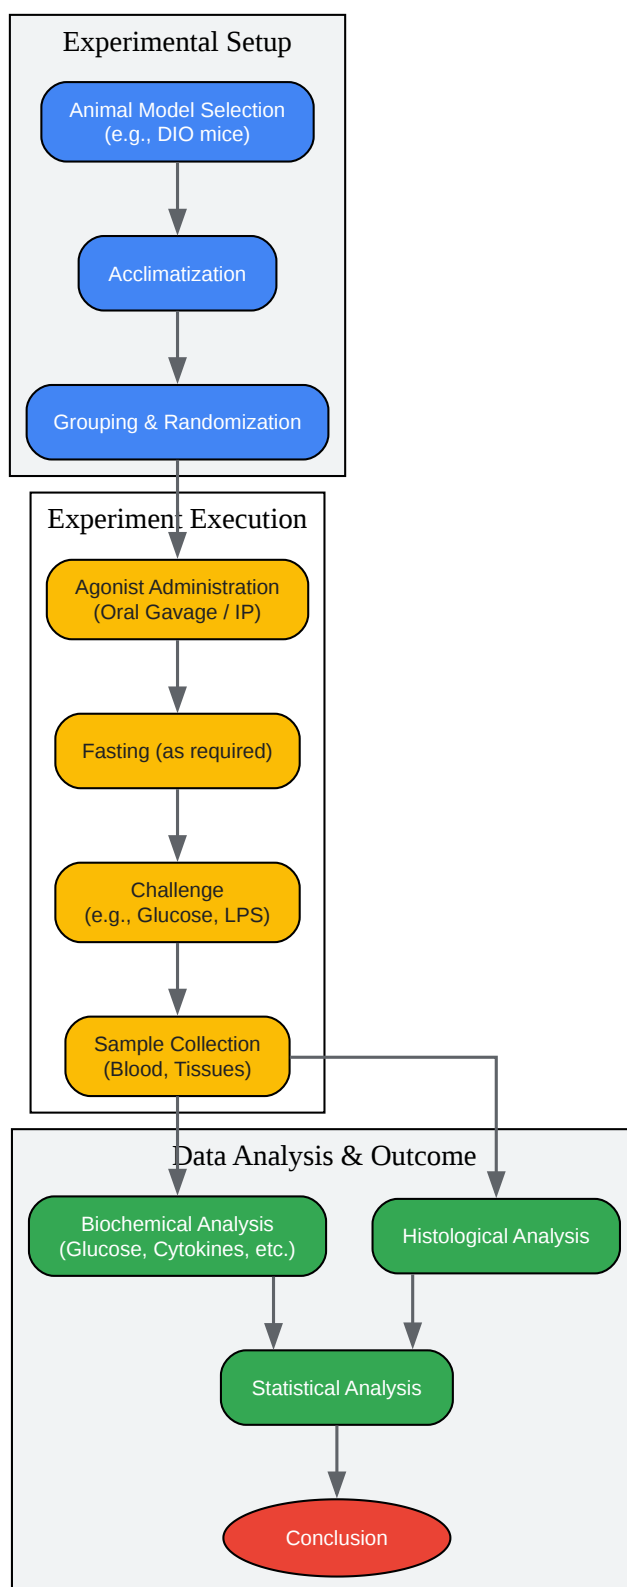 Experimental Setup
Animal Model Selection
(e.g., DIO mice)
Acclimatization
Grouping & Randomization
Experiment Execution
Agonist Administration
(Oral Gavage / IP)
Fasting (as required)
Challenge
(e.g., Glucose, LPS)
Sample Collection
(Blood, Tissues)
Data Analysis & Outcome
Biochemical Analysis
(Glucose, Cytokines, etc.)
Histological Analysis
Statistical Analysis
Conclusion